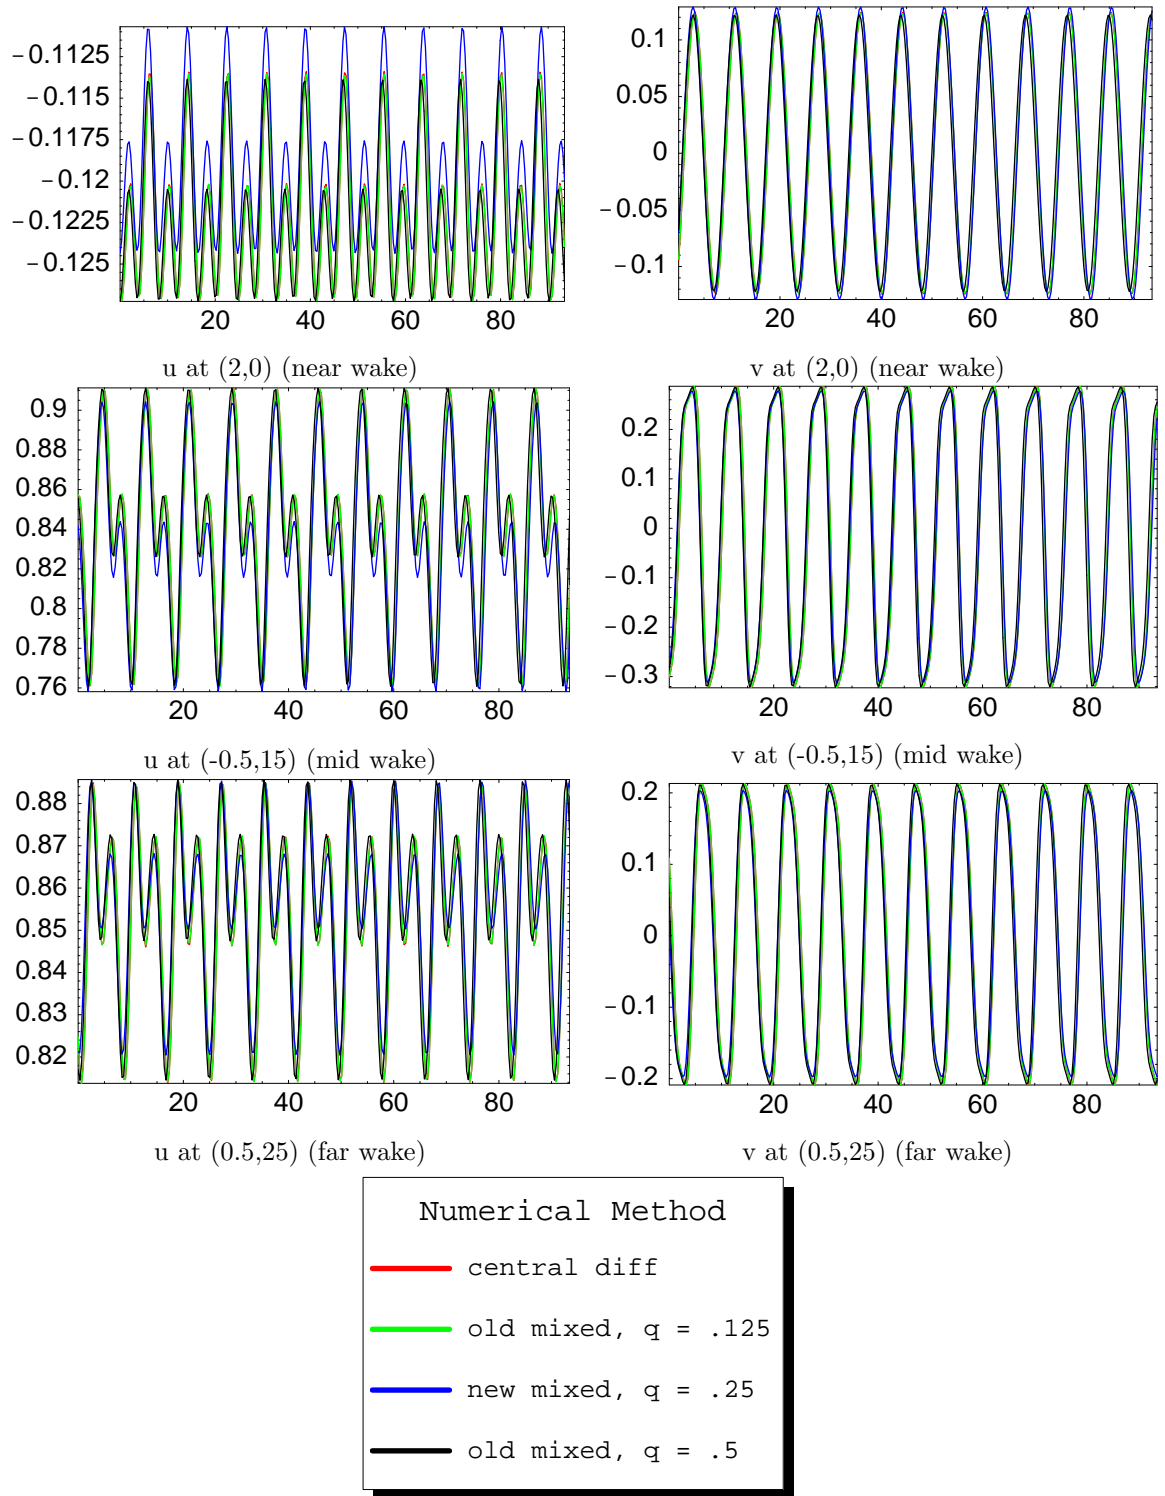 -0.1125
-0.115
-0.1175
-0.12
-0.1225
-0.125
20 40 60 80
u at (2,0) (near wake)
0.1
0.05
0
-0.05
-0.1
20 40 60 80
v at (2,0) (near wake)
0.9
0.88
0.86
0.84
0.82
0.8
0.78
0.76
20 40 60 80
u at (-0.5,15) (mid wake)
0.2
0.1
0
-0.1
-0.2
-0.3
20 40 60 80
v at (-0.5,15) (mid wake)
0.88
0.87
0.86
0.85
0.84
0.83
0.82
20 40 60 80
u at (0.5,25) (far wake)
0.2
0.1
0
-0.1
-0.2
20 40 60 80
v at (0.5,25) (far wake)
Numerical Method
central diff
old mixed, q = .125
new mixed, q = .25
old mixed, q = .5